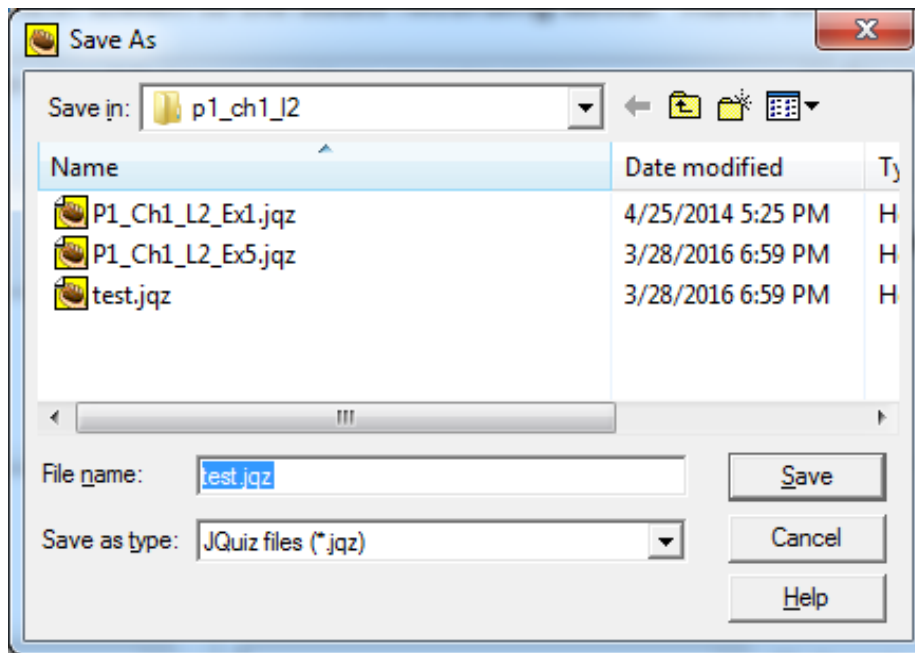 Save As
Save in: p1_ch1_l2
Name Date modified Ty
P1_Ch1_L2_Ex1.jqz 4/25/2014 5:25 PM H
P1_Ch1_L2_Ex5.jqz 3/28/2016 6:59 PM H
test.jqz 3/28/2016 6:59 PM H
File name: test.jqz Save
Save as type: JQuiz files (*.jqz) Cancel
Help